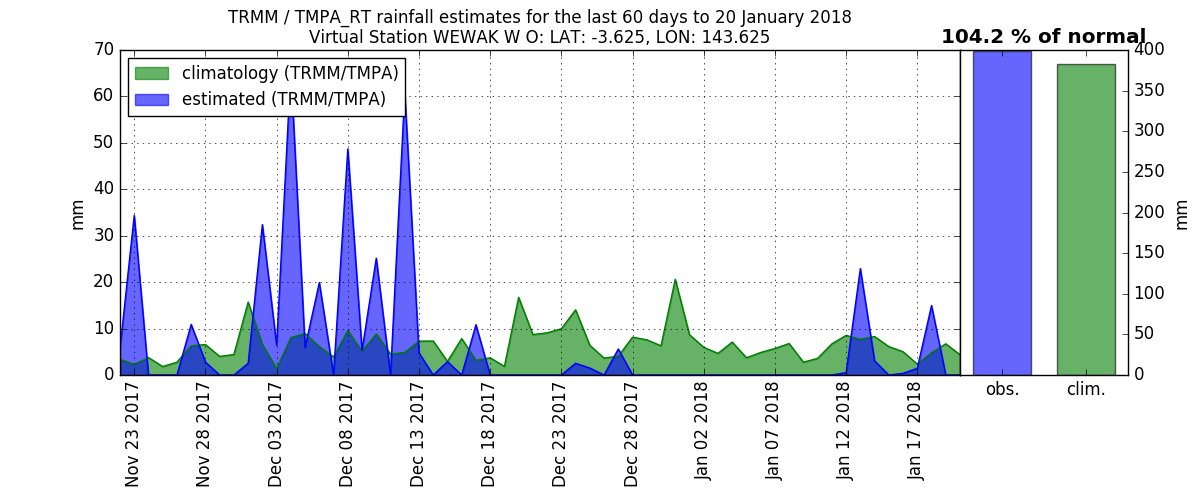 TRMM / TMPA_RT rainfall estimates for the last 60 days to 20 January 2018
Virtual Station WEWAK W O: LAT: -3.625, LON: 143.625
104.2 % of normal
climatology (TRMM/TMPA)
estimated (TRMM/TMPA)
mm
70
60
50
40
30
20
10
0
Nov 23 2017
Nov 28 2017
Dec 03 2017
Dec 08 2017
Dec 13 2017
Dec 18 2017
Dec 23 2017
Dec 28 2017
Jan 02 2018
Jan 07 2018
Jan 12 2018
Jan 17 2018
400
350
300
250
200
150
100
50
0
mm
obs.
clim.